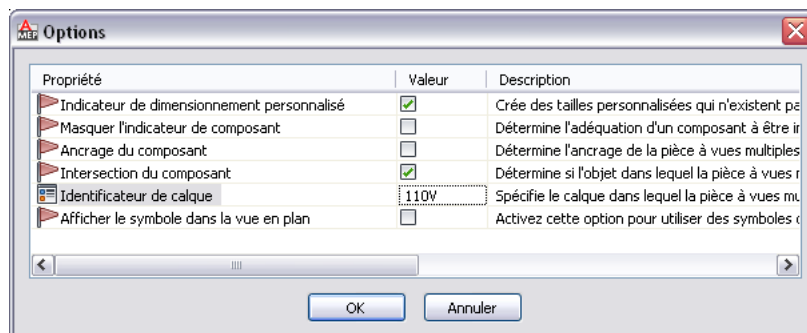 MEP Options
Propriété Valeur Description
Indicateur de dimensionnement personnalisé Crée des tailles personnalisées qui n'existent pa
Masquer l'indicateur de composant Détermine l'adéquation d'un composant à être
Ancrage du composant Détermine l'ancrage de la pièce à vues multiples
Intersection du composant Détermine si l'objet dans lequel la pièce à vues
Identificateur de calque 110V Spécifie le calque dans lequel la pièce à vues mu
Afficher le symbole dans la vue en plan Activez cette option pour utiliser des symboles
OK Annuler